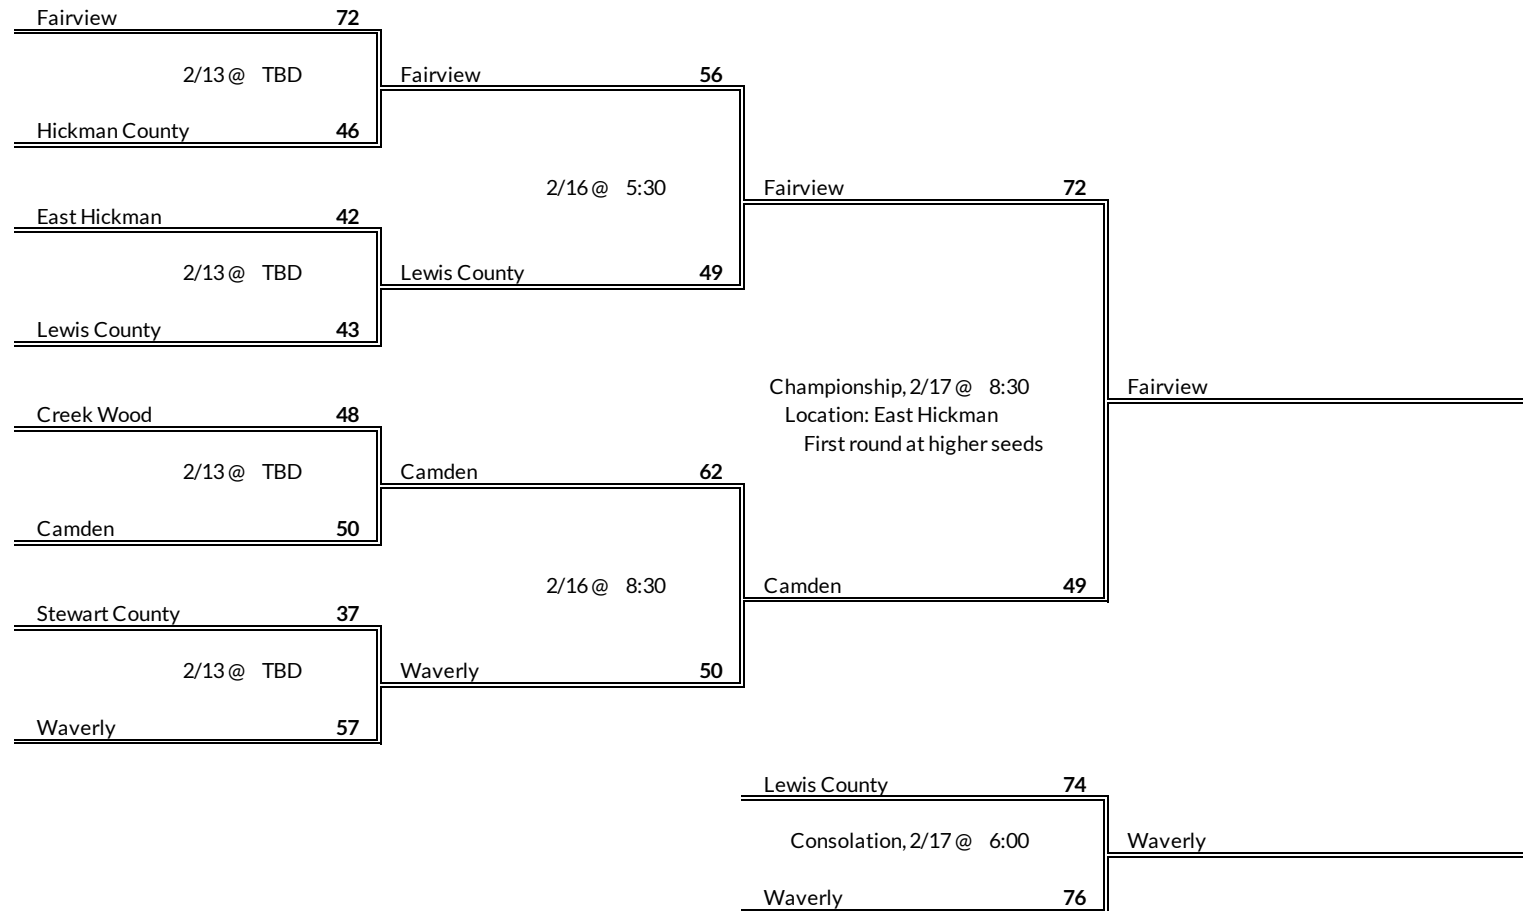 Fairview 72
2/13 @ TBD
Fairview 56
Hickman County 46
2/16 @ 5:30
Fairview 72
East Hickman 42
2/13 @ TBD
Lewis County 49
Lewis County 43
Championship, 2/17 @ 8:30
Fairview
Creek Wood 48
Location: East Hickman
First round at higher seeds
2/13 @ TBD
Camden 62
Camden 50
2/16 @ 8:30
Camden 49
Stewart County 37
2/13 @ TBD
Waverly 50
Waverly 57
Lewis County 74
Consolation, 2/17 @ 6:00
Waverly
Waverly 76